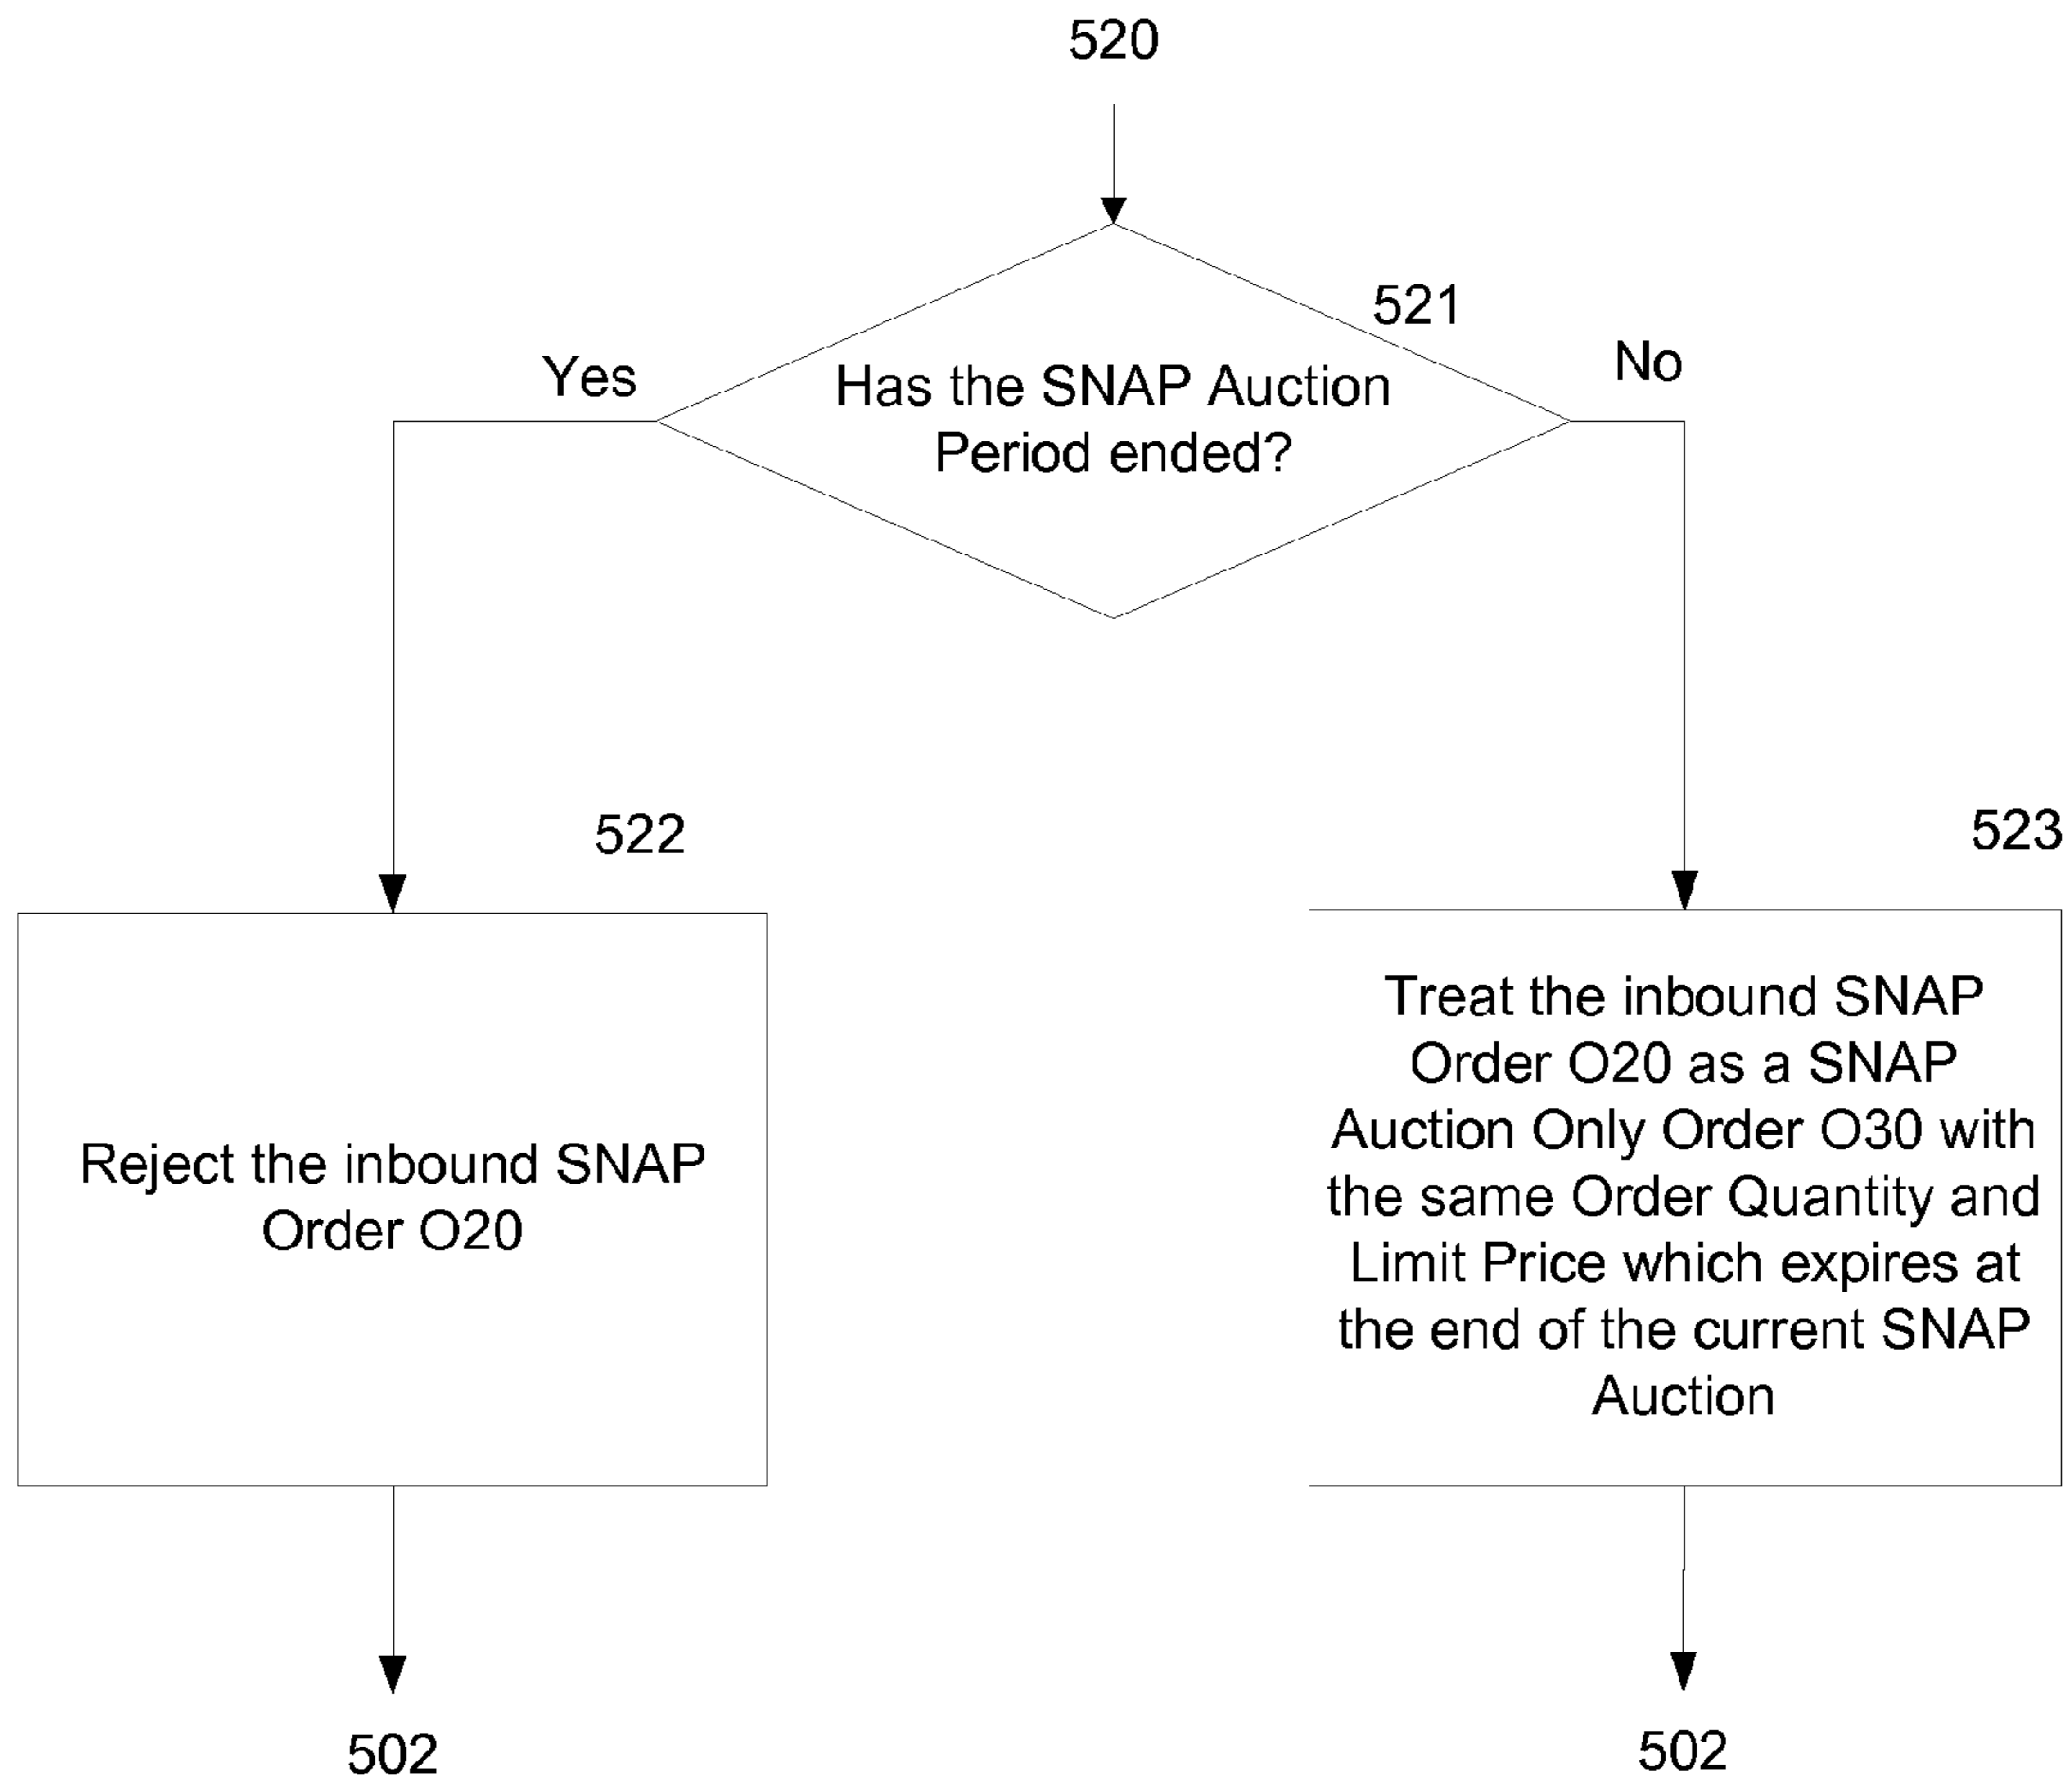 520
521
Yes
No
Has the SNAP Auction
Period ended?
522
523
Reject the inbound SNAP
Order O20
Treat the inbound SNAP
Order O20 as a SNAP
Auction Only Order O30 with
the same Order Quantity and
Limit Price which expires at
the end of the current SNAP
Auction
502
502